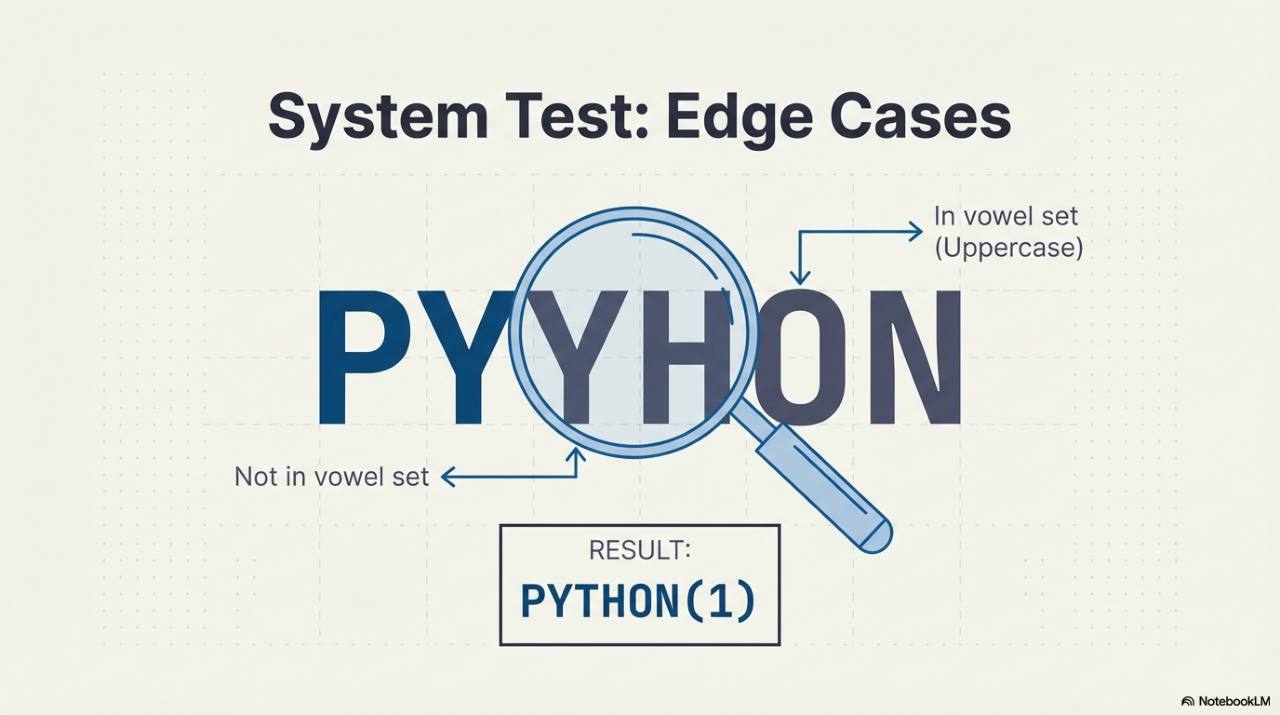 System Test: Edge Cases
In vowel set
(Uppercase)
PYYHON
Not in vowel set
RESULT:
PYTHON(1)
NotebookLM